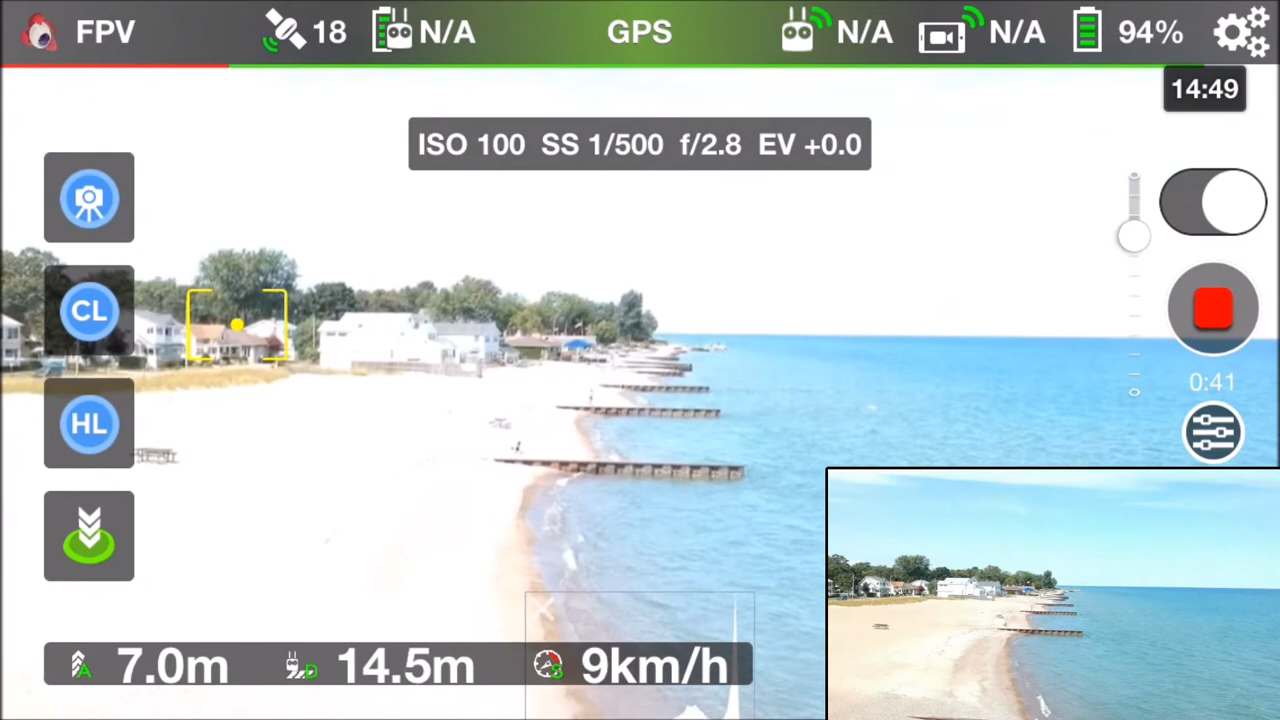 FPV 18 N/A GPS N/A N/A 94%
14:49
ISO 100 SS 1/500 f/2.8 EV +0.0
CL
HL
0:41
A 7.0m D 14.5m S 9km/h